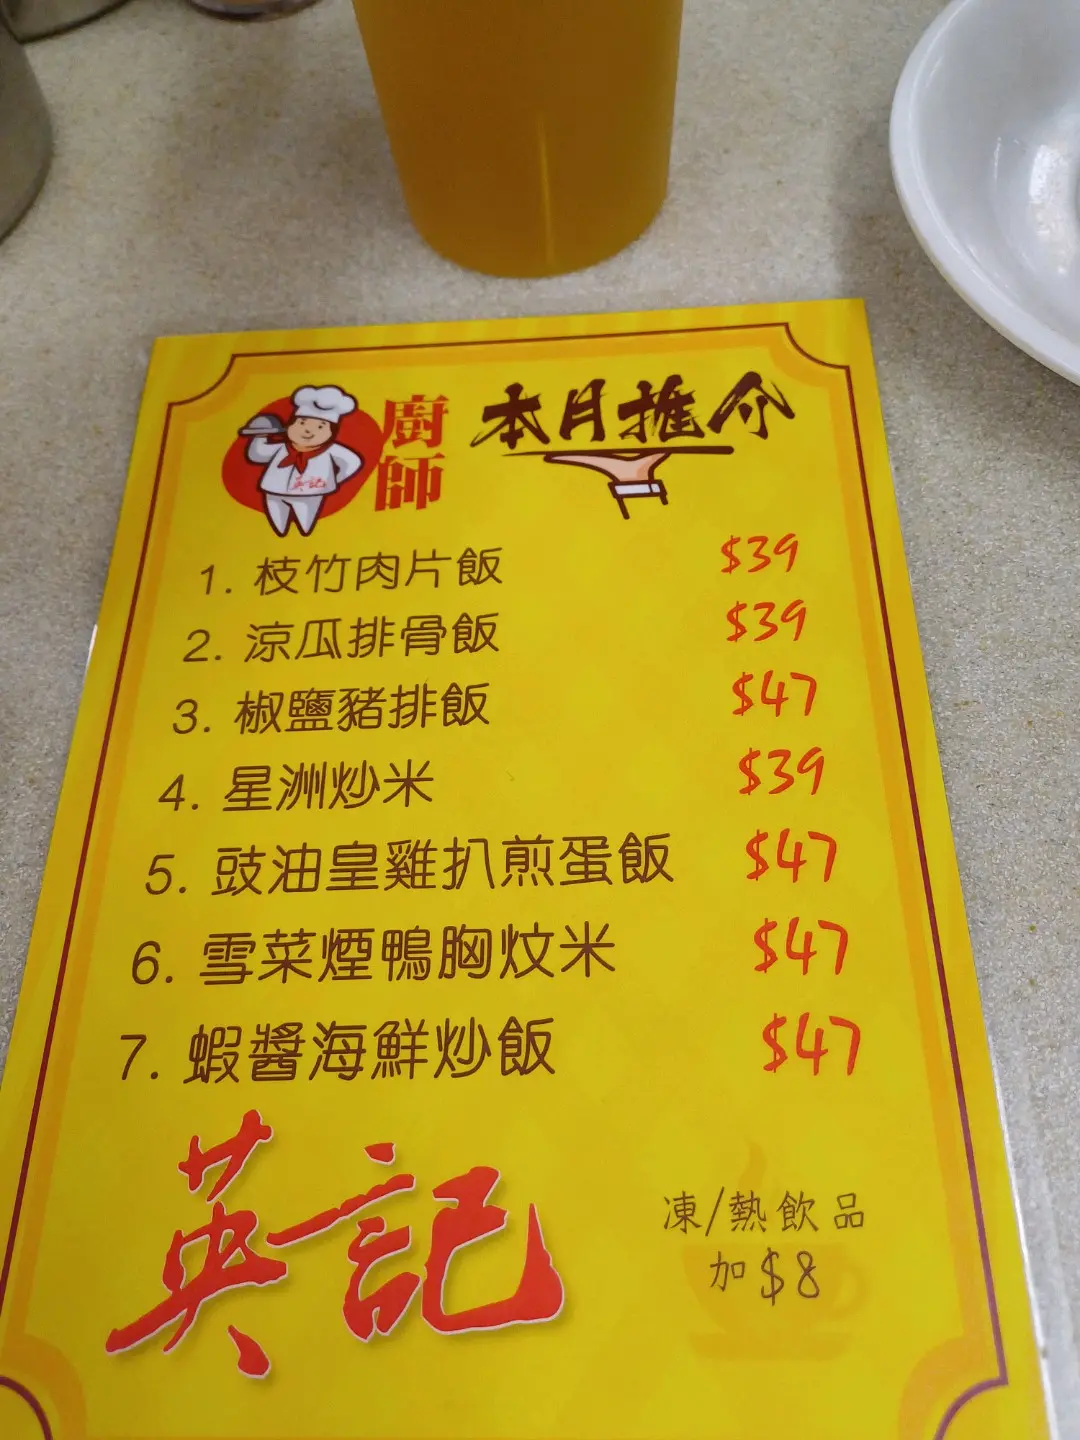 廚師 本月推介
1. 枝竹肉片飯 $39
2. 涼瓜排骨飯 $39
3. 椒鹽豬排飯 $47
4. 星洲炒米 $39
5. 豉油皇雞扒煎蛋飯 $47
6. 雪菜煙鴨胸炆米 $47
7. 蝦醬海鮮炒飯 $47
英記
凍/熱飲品
加$8
英記